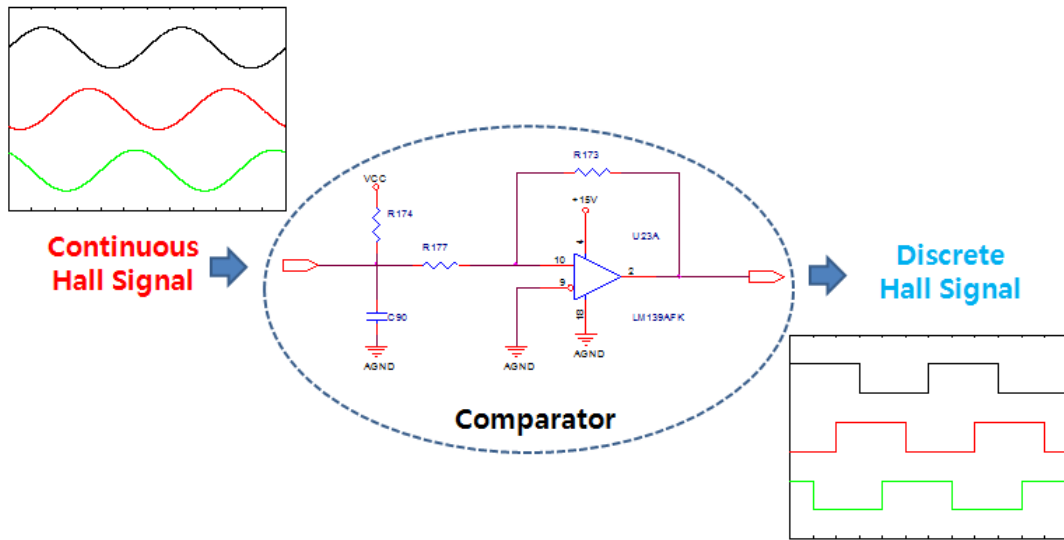 Continuous
Hall Signal
VCC
R174
R177
C90
AGND
R173
+15V
4
U23A
10
9
2
18
LM139AFK
AGND
AGND
Comparator
Discrete
Hall Signal